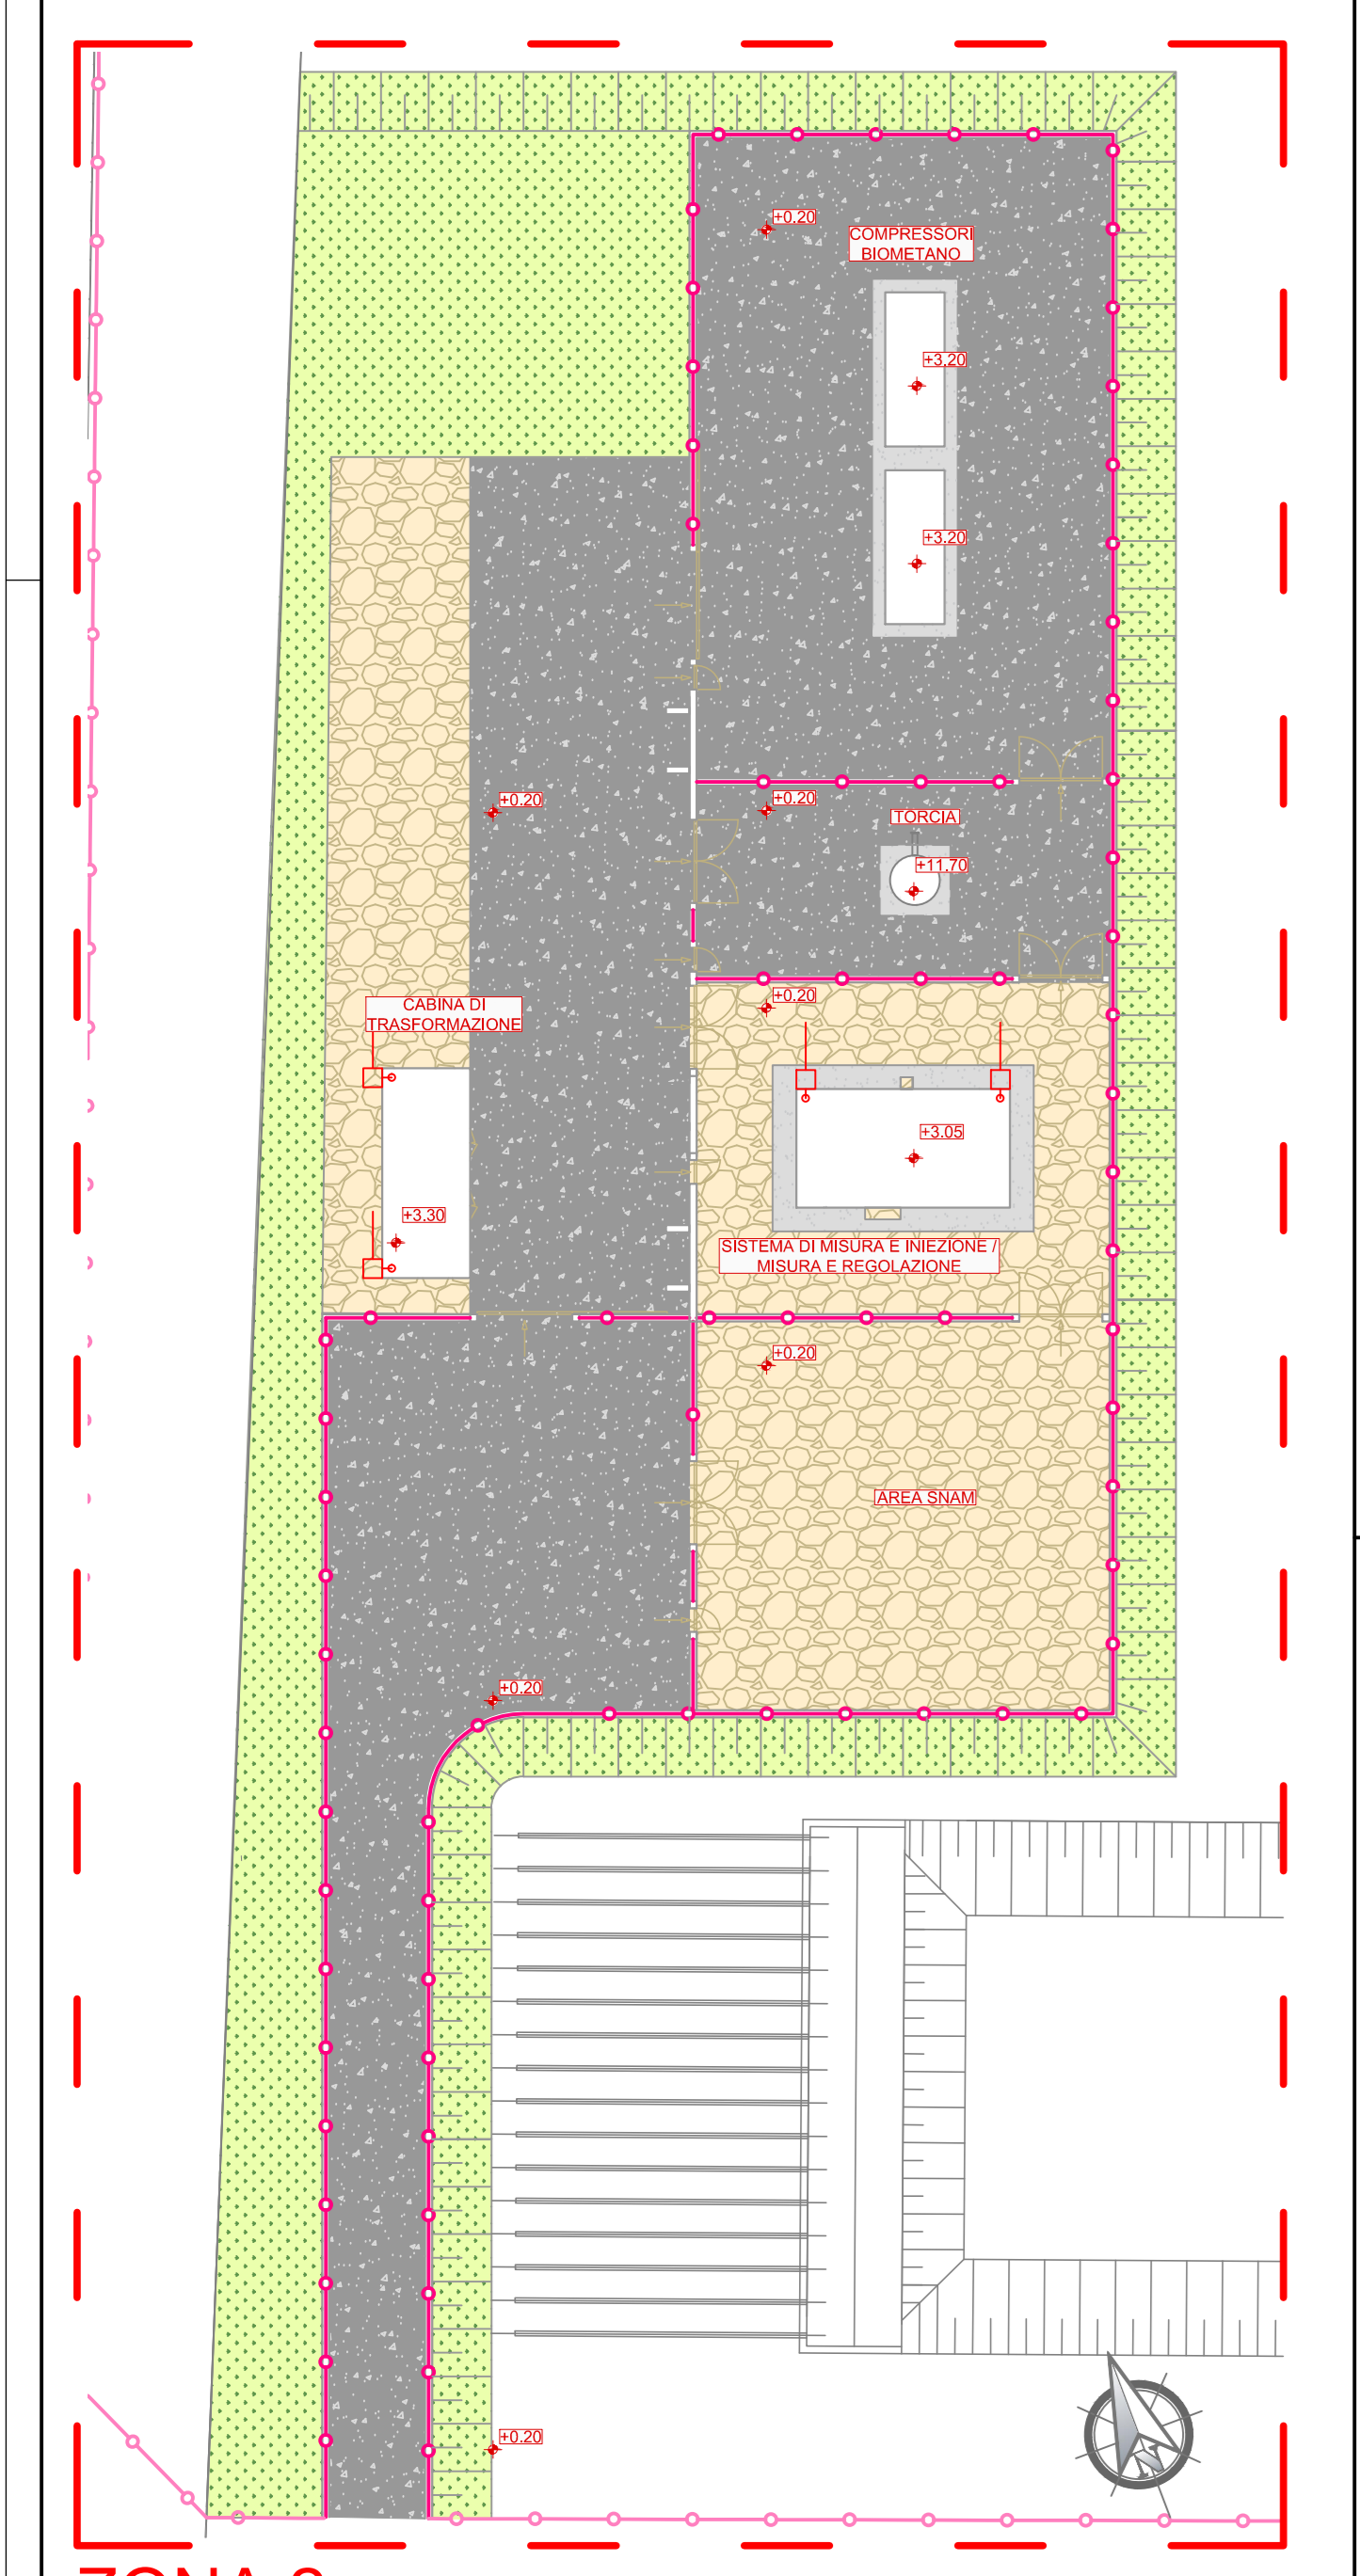 +0.20
COMPRESSORI
BIOMETANO
+3.20
+3.20
+0.20
+0.20
TORCIA
+11.70
+0.20
CABINA DI
TRASFORMAZIONE
+3.05
+3.30
SISTEMA DI MISURA E INIEZIONE /
MISURA E REGOLAZIONE
+0.20
AREA SNAM
+0.20
+0.20
ZONA